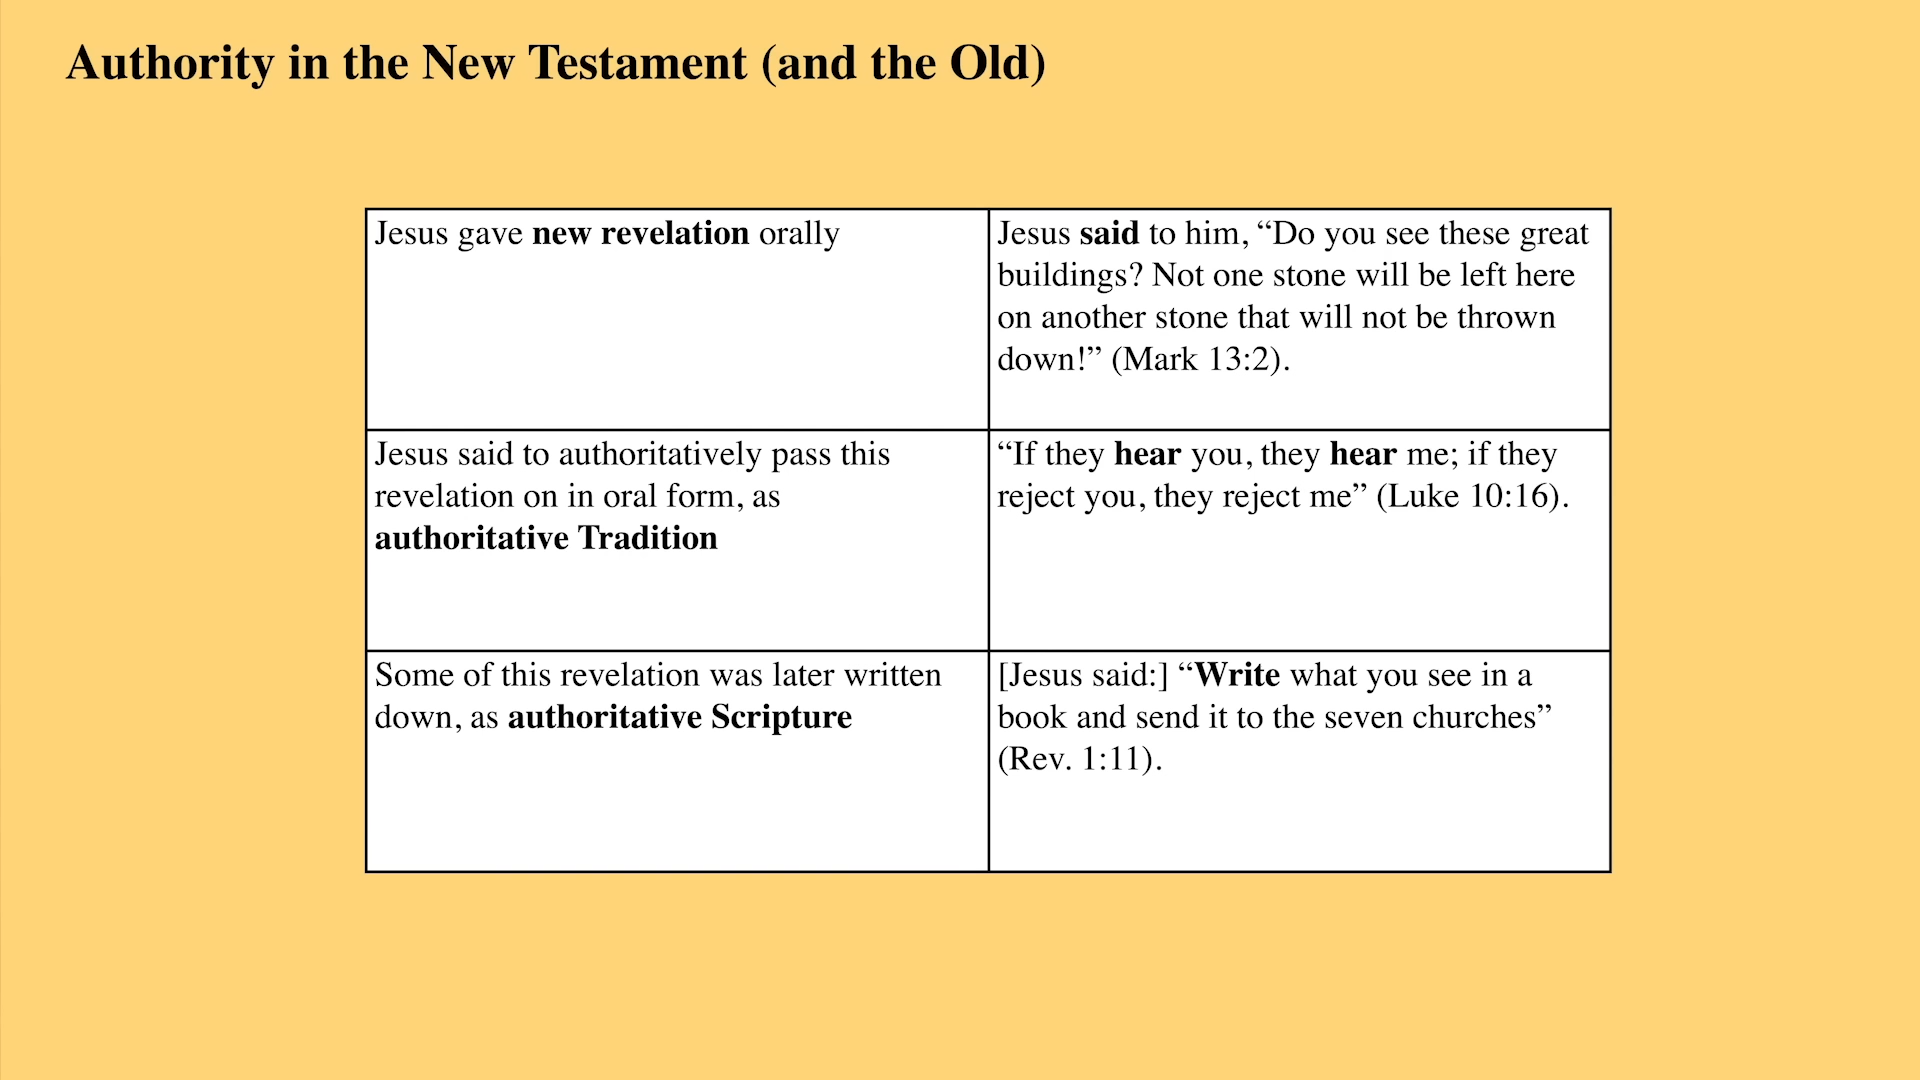 Authority in the New Testament (and the Old)
Jesus gave new revelation orally
Jesus said to him, “Do you see these great
buildings? Not one stone will be left here
on another stone that will not be thrown
down!” (Mark 13:2).
Jesus said to authoritatively pass this
revelation on in oral form, as
authoritative Tradition
“If they hear you, they hear me; if they
reject you, they reject me” (Luke 10:16).
Some of this revelation was later written
down, as authoritative Scripture
[Jesus said:] “Write what you see in a
book and send it to the seven churches”
(Rev. 1:11).